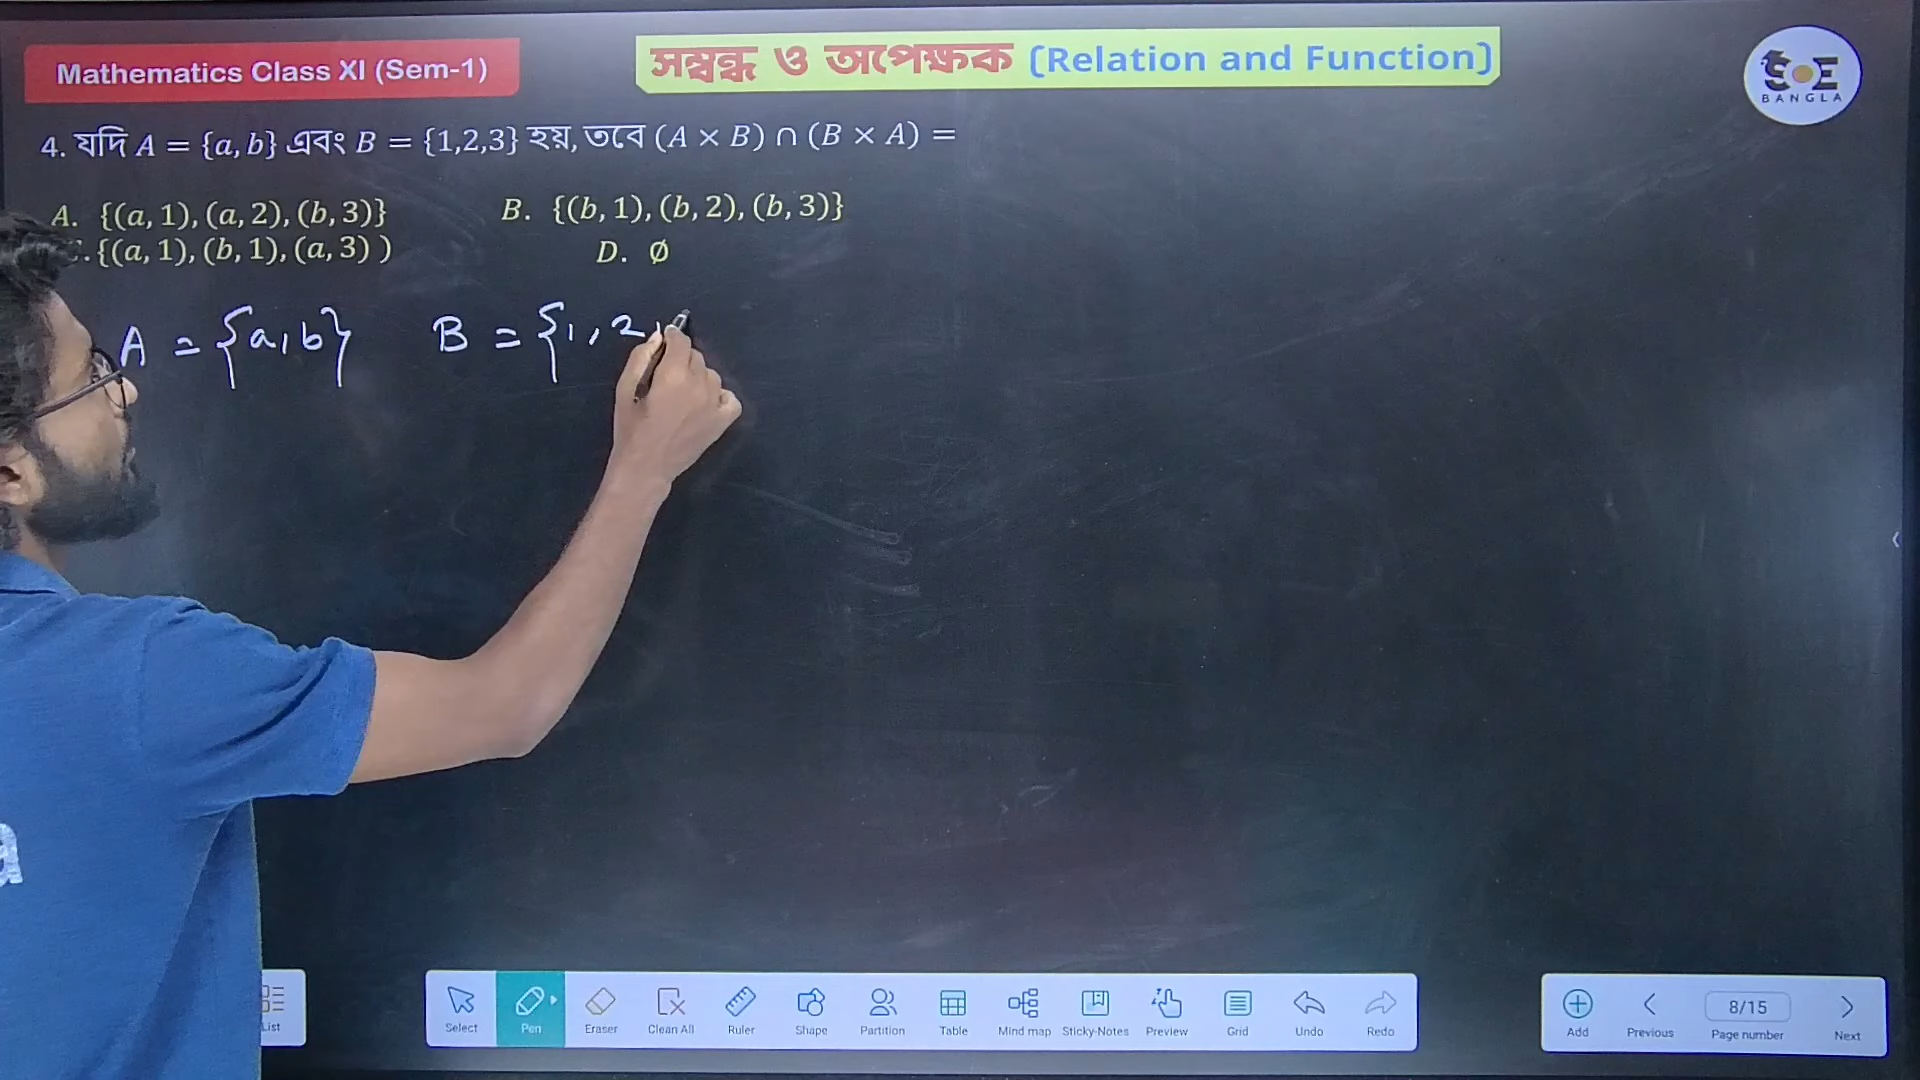 Mathematics Class XI (Sem-1)
সম্বন্ধ ও অপেক্ষক (Relation and Function)
SOE
BANGLA
4. যদি A = {a, b} এবং B = {1,2,3} হয়, তবে (A × B) ∩ (B × A) =
A. {(a, 1), (a, 2), (b, 3)} B. {(b, 1), (b, 2), (b, 3)}
.{(a, 1), (b, 1), (a, 3) ) D. ∅
A = {a, b} B = {1, 2,
List
Select Pen Eraser Clean All Ruler Shape Partition Table Mind map Sticky-Notes Preview Grid Undo Redo
Add Previous 8/15 Page number Next